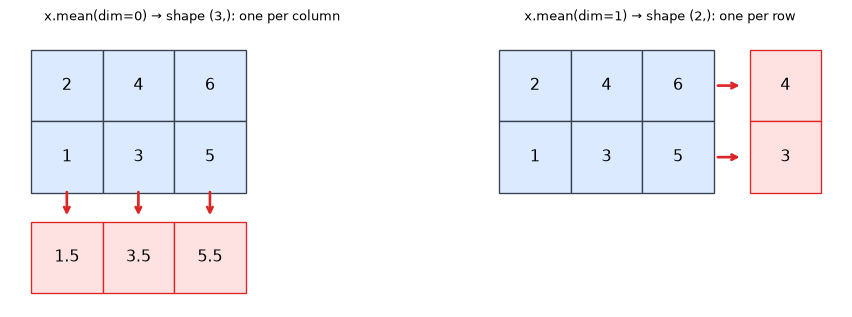 x.mean(dim=0) → shape (3,): one per column
2 4 6
1 3 5
1.5 3.5 5.5
x.mean(dim=1) → shape (2,): one per row
2 4 6 4
1 3 5 3